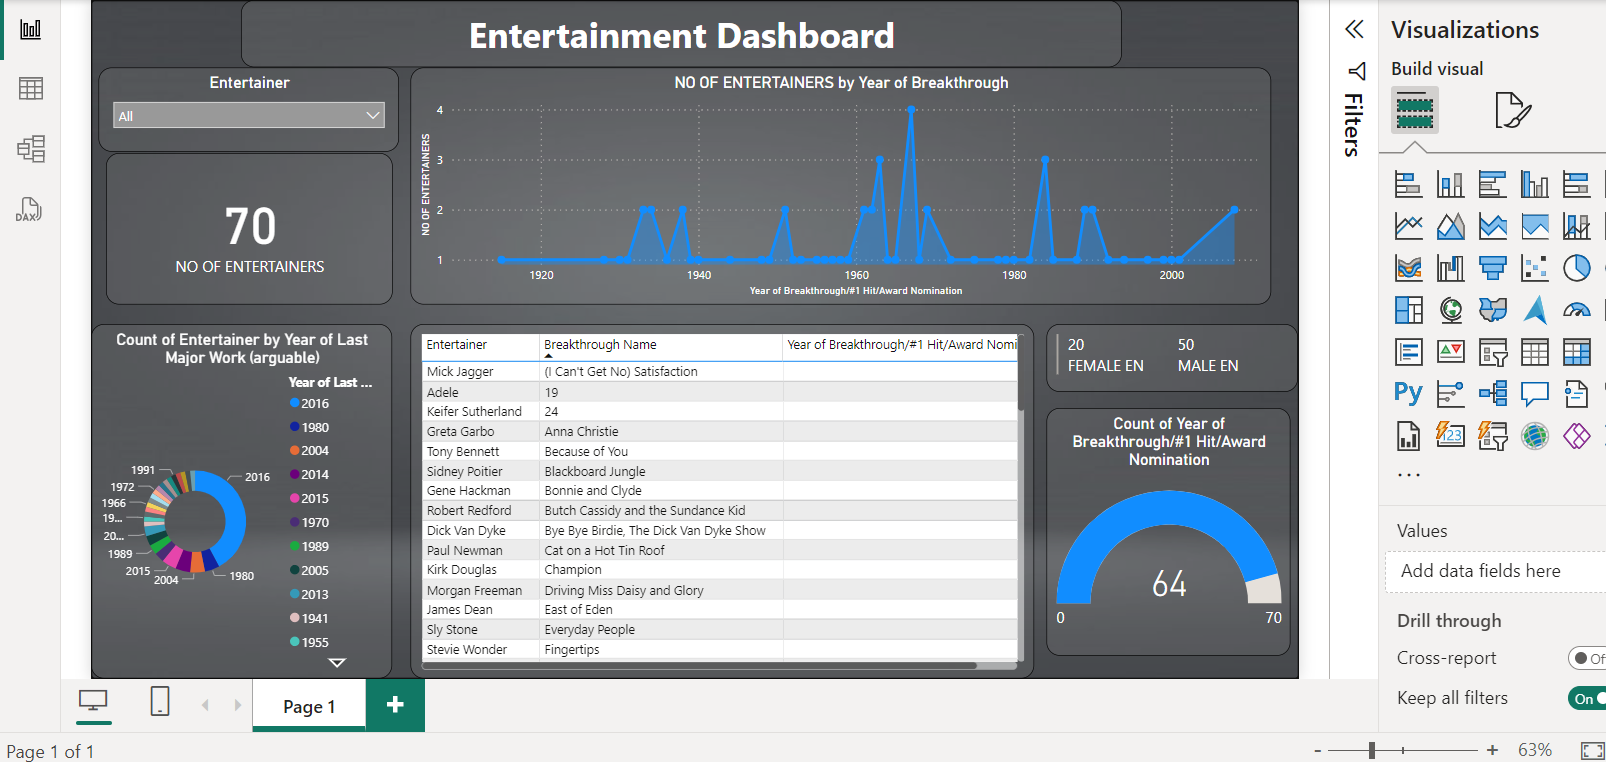 Entertainment Dashboard
Entertainer
All
70
NO OF ENTERTAINERS
NO OF ENTERTAINERS by Year of Breakthrough
NO OF ENTERTAINERS
4
3
2
1
1920
1940
1960
1980
2000
Year of Breakthrough/#1 Hit/Award Nomination
Count of Entertainer by Year of Last
Major Work (arguable)
Year of Last ...
2016
1980
2004
2014
2015
1970
1989
2005
2013
1941
1955
1991
1972
1966
19...
20...
1989
2015
2004
1980
2016
Entertainer Breakthrough Name Year of Breakthrough/#1 Hit/Award Nomi
Mick Jagger (I Can't Get No) Satisfaction
Adele 19
Keifer Sutherland 24
Greta Garbo Anna Christie
Tony Bennett Because of You
Sidney Poitier Blackboard Jungle
Gene Hackman Bonnie and Clyde
Robert Redford Butch Cassidy and the Sundance Kid
Dick Van Dyke Bye Bye Birdie, The Dick Van Dyke Show
Paul Newman Cat on a Hot Tin Roof
Kirk Douglas Champion
Morgan Freeman Driving Miss Daisy and Glory
James Dean East of Eden
Sly Stone Everyday People
Stevie Wonder Fingertips
20 50
FEMALE EN MALE EN
Count of Year of
Breakthrough/#1 Hit/Award
Nomination
64
0 70
Filters
Visualizations
Build visual
Py
123
...
Values
Add data fields here
Drill through
Cross-report Of
Keep all filters On
DAX
Page 1
+
Page 1 of 1
- + 63%